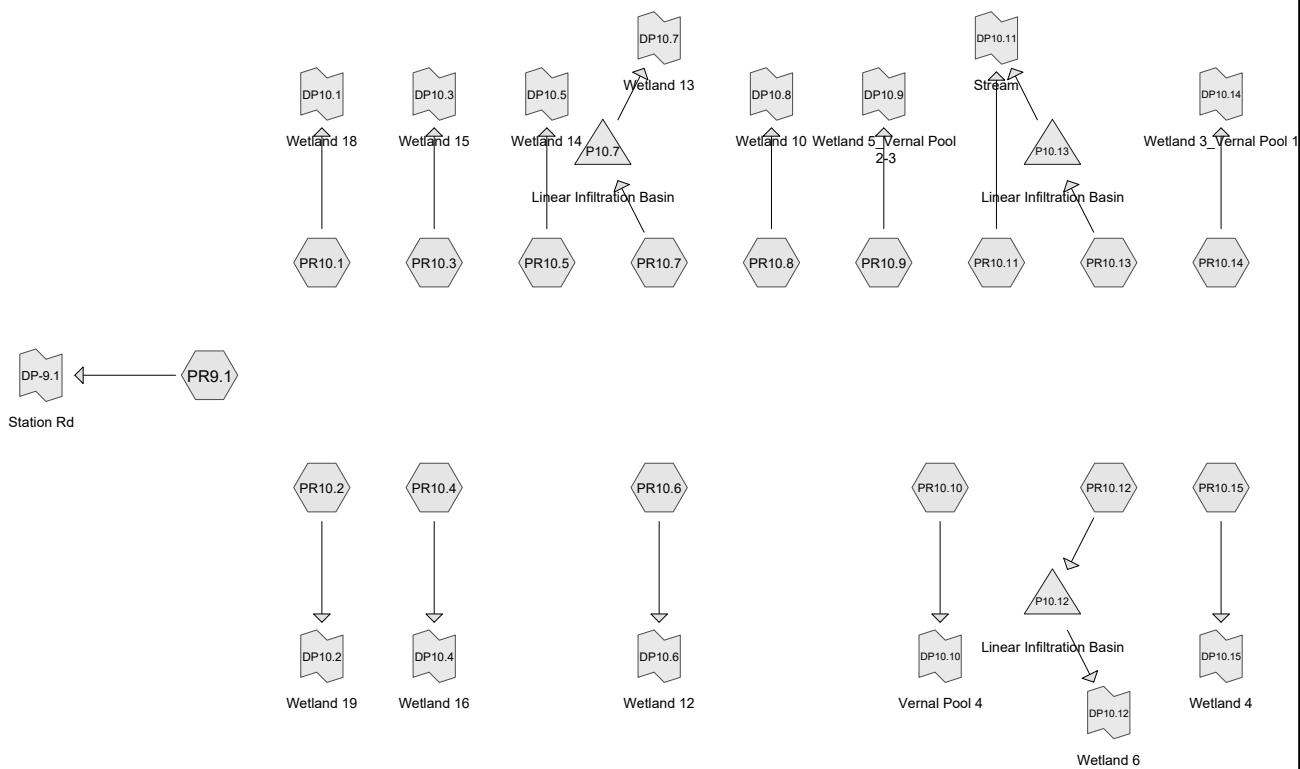 DP10.7
DP10.11
Wetland 13
Stream
DP10.1
DP10.3
DP10.5
DP10.8
DP10.9
DP10.14
Wetland 18
Wetland 15
Wetland 14
Wetland 10
Wetland 5_Vernal Pool
2-3
Wetland 3_Vernal Pool 1
P10.7
P10.13
Linear Infiltration Basin
Linear Infiltration Basin
PR10.1
PR10.3
PR10.5
PR10.7
PR10.8
PR10.9
PR10.11
PR10.13
PR10.14
DP-9.1
PR9.1
Station Rd
PR10.2
PR10.4
PR10.6
PR10.10
PR10.12
PR10.15
P10.12
Linear Infiltration Basin
DP10.2
DP10.4
DP10.6
DP10.10
DP10.15
Wetland 19
Wetland 16
Wetland 12
Vernal Pool 4
Wetland 4
DP10.12
Wetland 6